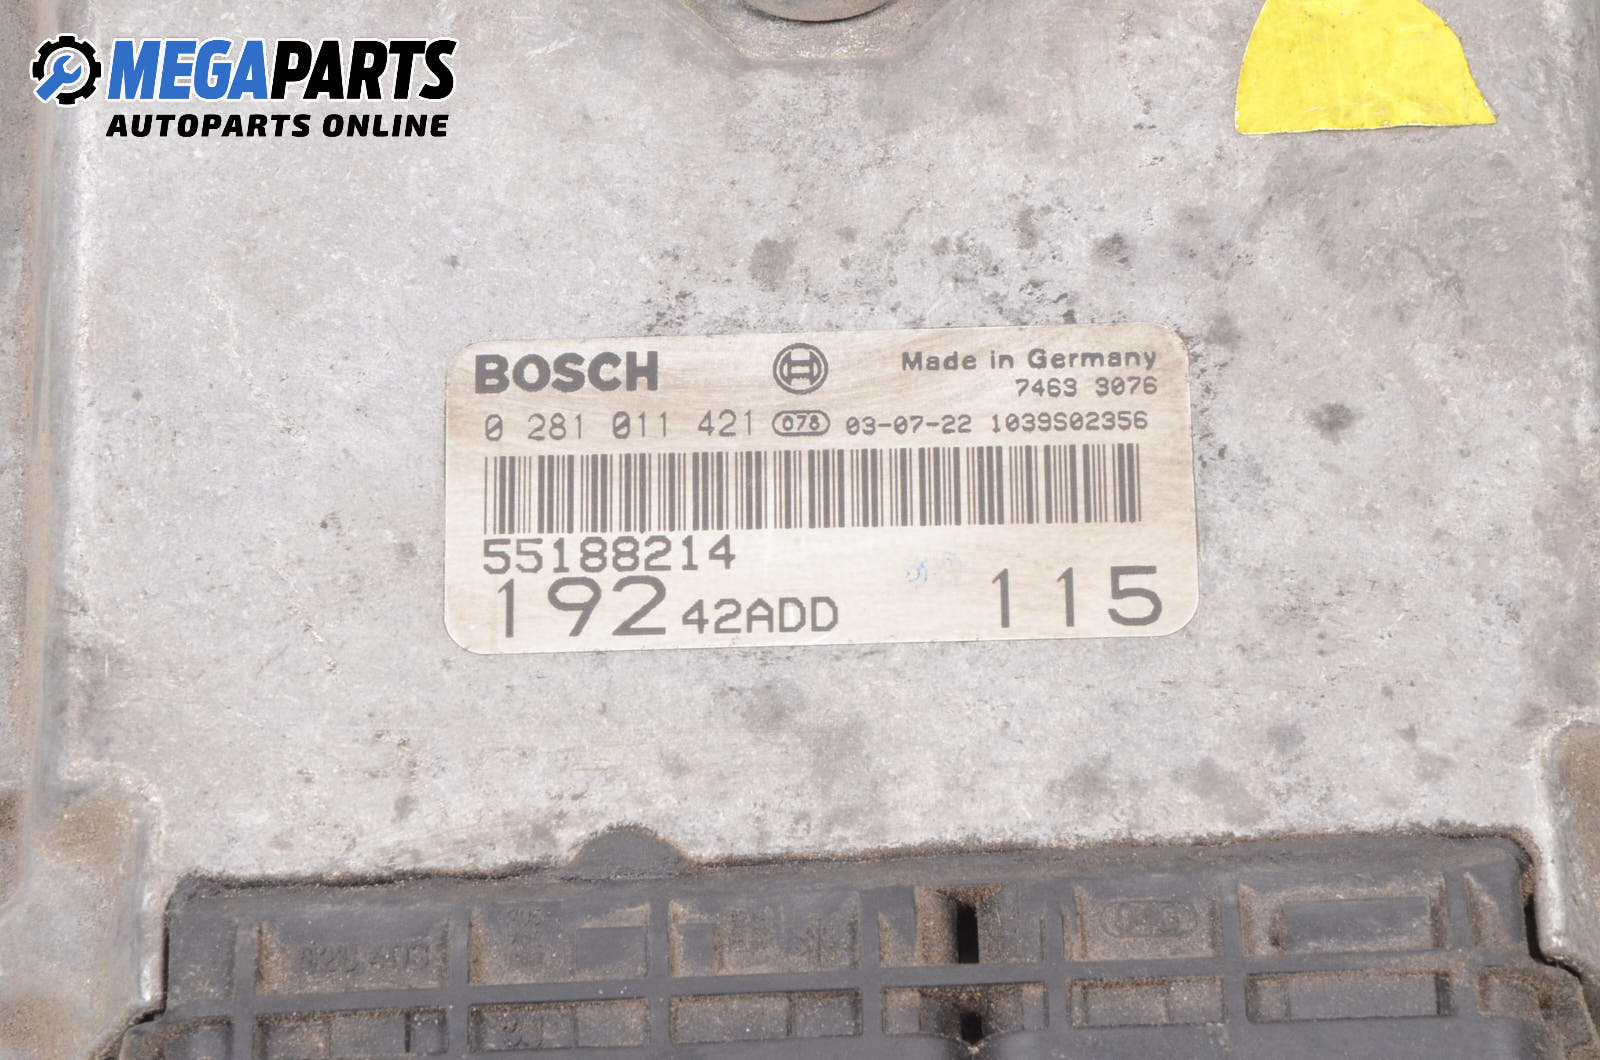 MEGAPARTS
AUTOPARTS ONLINE
BOSCH Made in Germany
7463 3076
0 281 011 421 078 03-07-22 1039S02356
55188214
192 42ADD 115